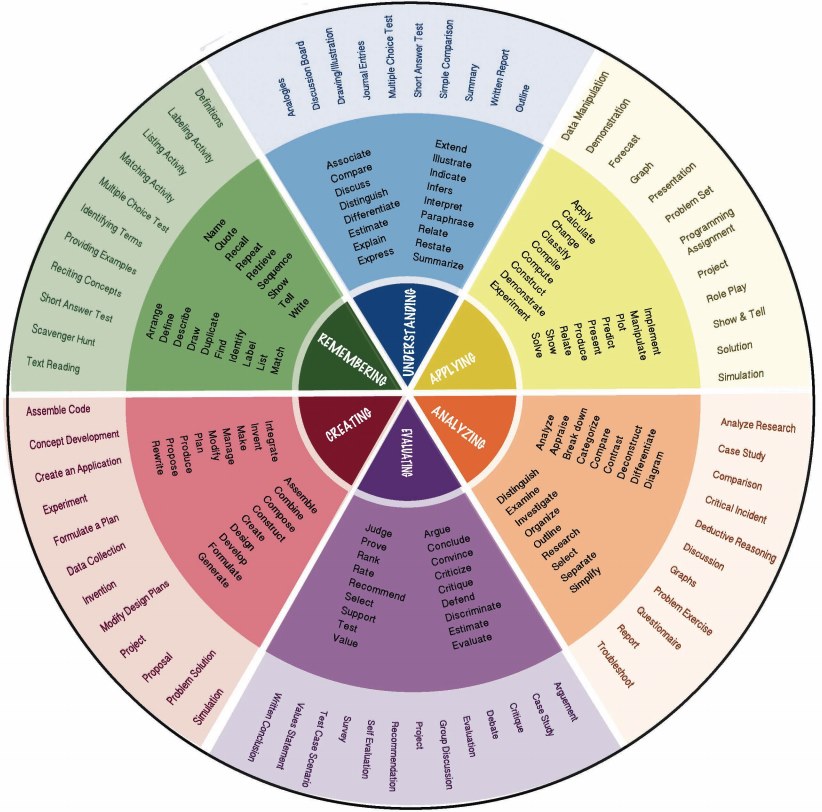 UNDERSTANDING
Associate
Compare
Discuss
Distinguish
Differentiate
Estimate
Explain
Express
Extend
Illustrate
Indicate
Infers
Interpret
Paraphrase
Relate
Restate
Summarize
Analogies
Discussion Board
Drawing/Illustration
Journal Entries
Multiple Choice Test
Short Answer Test
Simple Comparison
Summary
Written Report
Outline
APPLYING
Apply
Calculate
Change
Classify
Compile
Compute
Construct
Demonstrate
Experiment
Implement
Manipulate
Plot
Predict
Present
Produce
Relate
Show
Solve
Data Manipulation
Demonstration
Forecast
Graph
Presentation
Problem Set
Programming
Assignment
Project
Role Play
Show & Tell
Solution
Simulation
ANALYZING
Analyze
Appraise
Break down
Categorize
Compare
Contrast
Deconstruct
Differentiate
Diagram
Distinguish
Examine
Investigate
Organize
Outline
Research
Select
Separate
Simplify
Analyze Research
Case Study
Comparison
Critical Incident
Deductive Reasoning
Discussion
Graphs
Problem Exercise
Questionnaire
Report
Troubleshoot
EVALUATING
Argue
Conclude
Convince
Criticize
Critique
Defend
Discriminate
Estimate
Evaluate
Judge
Prove
Rank
Rate
Recommend
Select
Support
Test
Value
Arguement
Case Study
Critique
Debate
Evaluation
Group Discussion
Project
Recommendation
Self Evaluation
Survey
Test Case Scenario
Values Statement
Written Conclusion
CREATING
Assemble
Combine
Compose
Construct
Create
Design
Develop
Formulate
Generate
Integrate
Invent
Make
Manage
Modify
Plan
Produce
Propose
Rewrite
Assemble Code
Concept Development
Create an Application
Experiment
Formulate a Plan
Data Collection
Invention
Modify Design Plans
Project
Proposal
Problem Solution
Simulation
REMEMBERING
Arrange
Define
Describe
Draw
Duplicate
Find
Identify
Label
List
Match
Name
Quote
Recall
Repeat
Retrieve
Sequence
Show
Tell
Write
Definitions
Labeling Activity
Listing Activity
Matching Activity
Multiple Choice Test
Identifying Terms
Providing Examples
Reciting Concepts
Short Answer Test
Scavenger Hunt
Text Reading